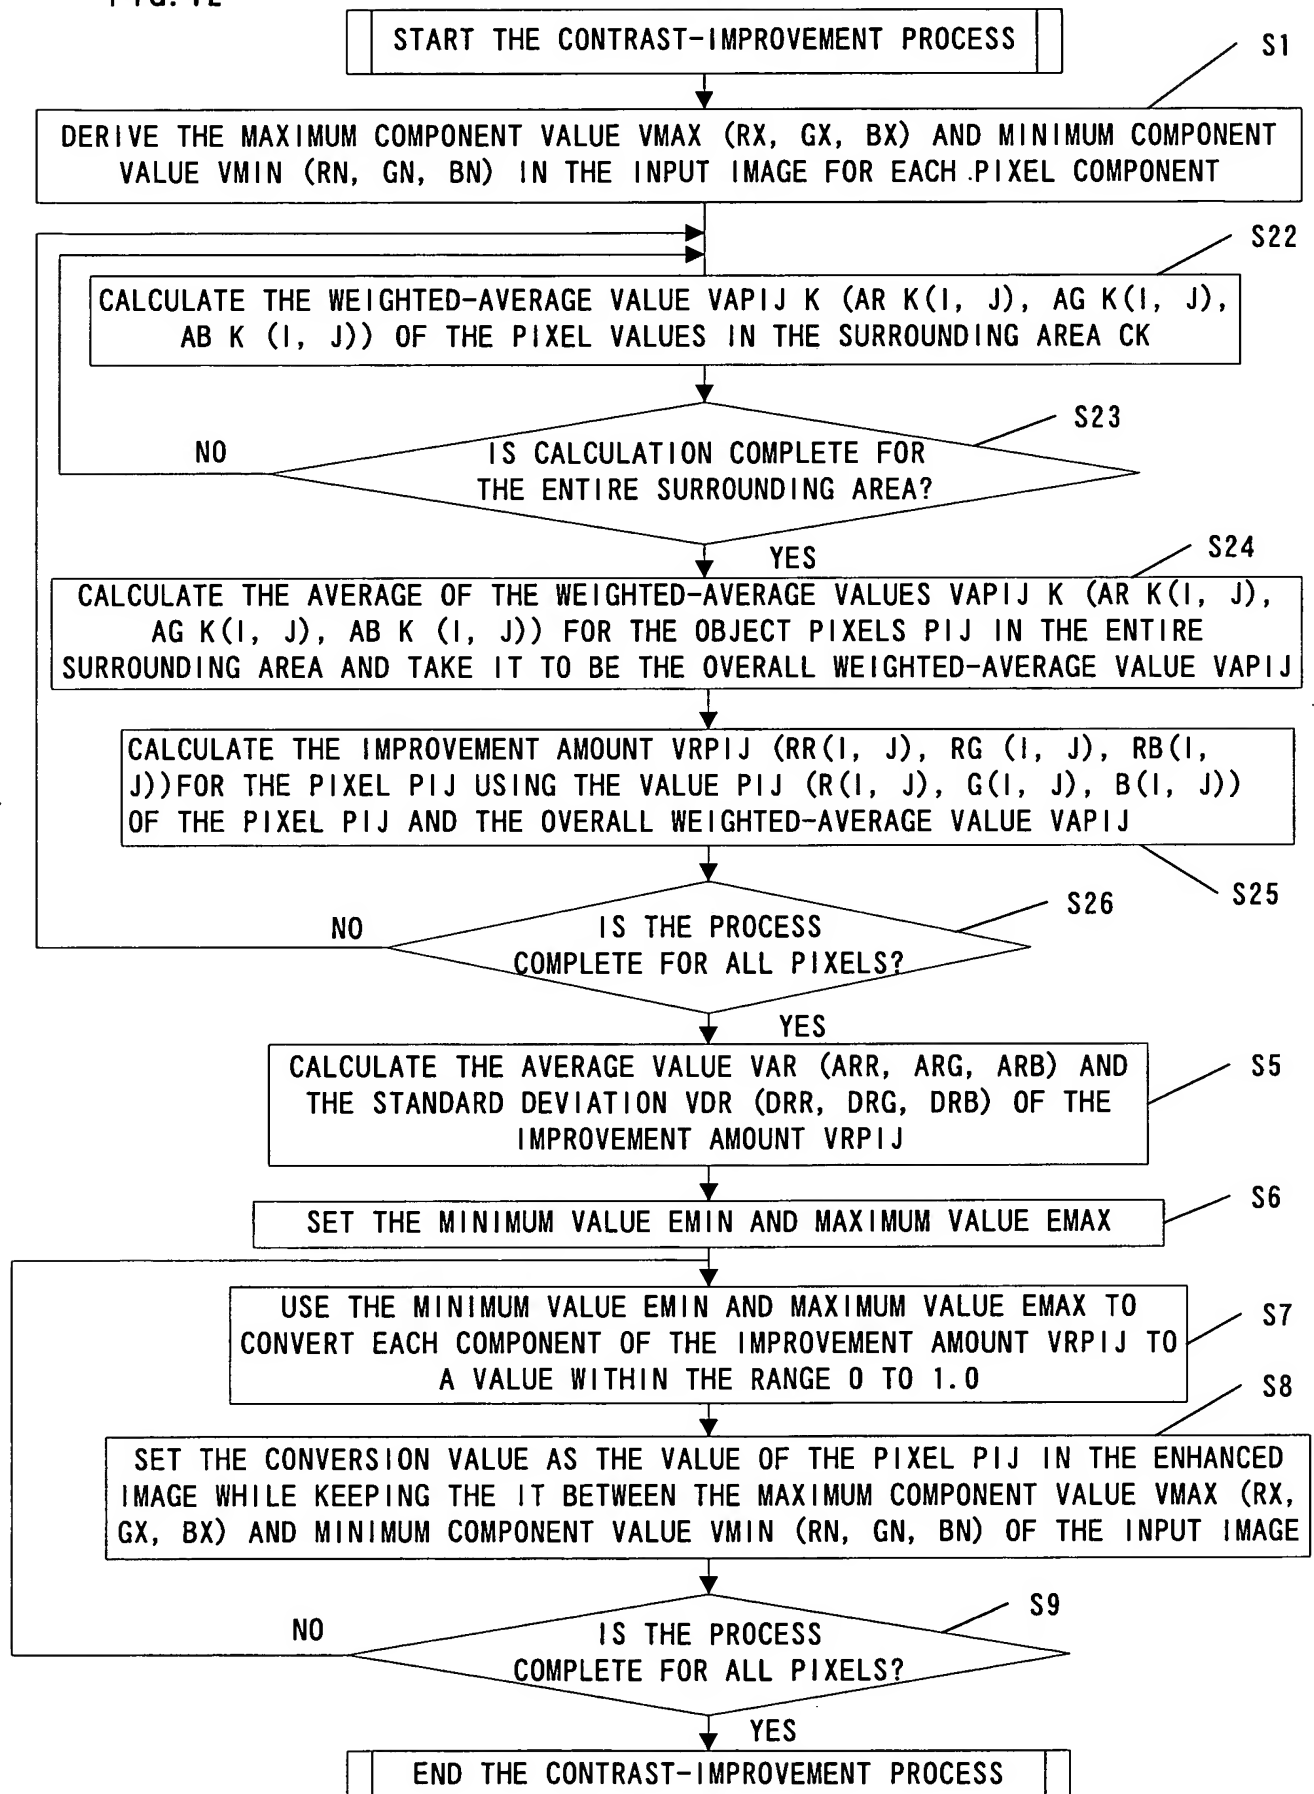 FIG. 12
START THE CONTRAST-IMPROVEMENT PROCESS
S1
DERIVE THE MAXIMUM COMPONENT VALUE VMAX (RX, GX, BX) AND MINIMUM COMPONENT
VALUE VMIN (RN, GN, BN) IN THE INPUT IMAGE FOR EACH PIXEL COMPONENT
S22
CALCULATE THE WEIGHTED-AVERAGE VALUE VAPIJ K (AR K(I, J), AG K(I, J),
AB K (I, J)) OF THE PIXEL VALUES IN THE SURROUNDING AREA CK
S23
NO
IS CALCULATION COMPLETE FOR
THE ENTIRE SURROUNDING AREA?
YES
S24
CALCULATE THE AVERAGE OF THE WEIGHTED-AVERAGE VALUES VAPIJ K (AR K(I, J),
AG K(I, J), AB K (I, J)) FOR THE OBJECT PIXELS PIJ IN THE ENTIRE
SURROUNDING AREA AND TAKE IT TO BE THE OVERALL WEIGHTED-AVERAGE VALUE VAPIJ
CALCULATE THE IMPROVEMENT AMOUNT VRPIJ (RR(I, J), RG (I, J), RB(I,
J))FOR THE PIXEL PIJ USING THE VALUE PIJ (R(I, J), G(I, J), B(I, J))
OF THE PIXEL PIJ AND THE OVERALL WEIGHTED-AVERAGE VALUE VAPIJ
S25
S26
NO
IS THE PROCESS
COMPLETE FOR ALL PIXELS?
YES
CALCULATE THE AVERAGE VALUE VAR (ARR, ARG, ARB) AND
THE STANDARD DEVIATION VDR (DRR, DRG, DRB) OF THE
IMPROVEMENT AMOUNT VRPIJ
S5
SET THE MINIMUM VALUE EMIN AND MAXIMUM VALUE EMAX
S6
USE THE MINIMUM VALUE EMIN AND MAXIMUM VALUE EMAX TO
CONVERT EACH COMPONENT OF THE IMPROVEMENT AMOUNT VRPIJ TO
A VALUE WITHIN THE RANGE 0 TO 1.0
S7
S8
SET THE CONVERSION VALUE AS THE VALUE OF THE PIXEL PIJ IN THE ENHANCED
IMAGE WHILE KEEPING THE IT BETWEEN THE MAXIMUM COMPONENT VALUE VMAX (RX,
GX, BX) AND MINIMUM COMPONENT VALUE VMIN (RN, GN, BN) OF THE INPUT IMAGE
S9
NO
IS THE PROCESS
COMPLETE FOR ALL PIXELS?
YES
END THE CONTRAST-IMPROVEMENT PROCESS